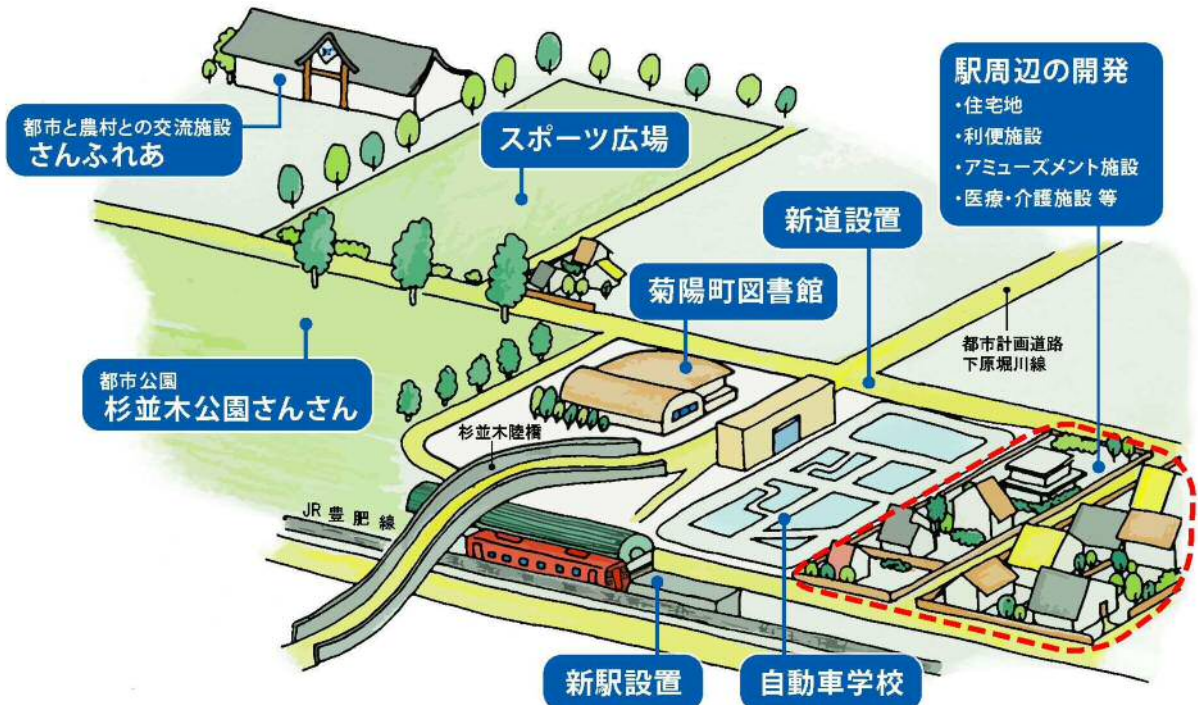 駅周辺の開発
・住宅地
・利便施設
・アミューズメント施設
・医療・介護施設 等
都市と農村との交流施設
さんふれあ
スポーツ広場
新道設置
菊陽町図書館
都市計画道路
下原堀川線
都市公園
杉並木公園さんさん
杉並木陸橋
JR豊肥線
新駅設置
自動車学校